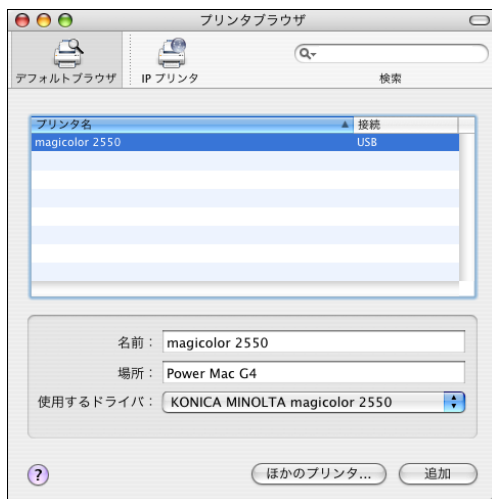 プリンタブラウザ
デフォルトブラウザ IP プリンタ 検索
プリンタ名 接続
magicolor 2550 USB
名前： magicolor 2550
場所： Power Mac G4
使用するドライバ： KONICA MINOLTA magicolor 2550
? ほかのプリンタ... 追加